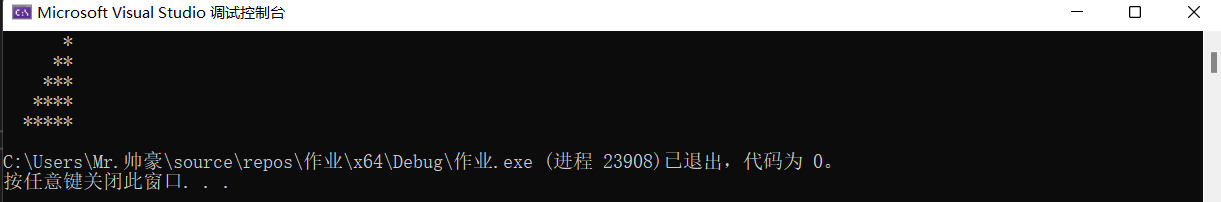 Microsoft Visual Studio 调试控制台
      *
     **
    ***
   ****
  *****
C:\Users\Mr.帅豪\source\repos\作业\x64\Debug\作业.exe (进程 23908)已退出，代码为 0。
按任意键关闭此窗口. . .